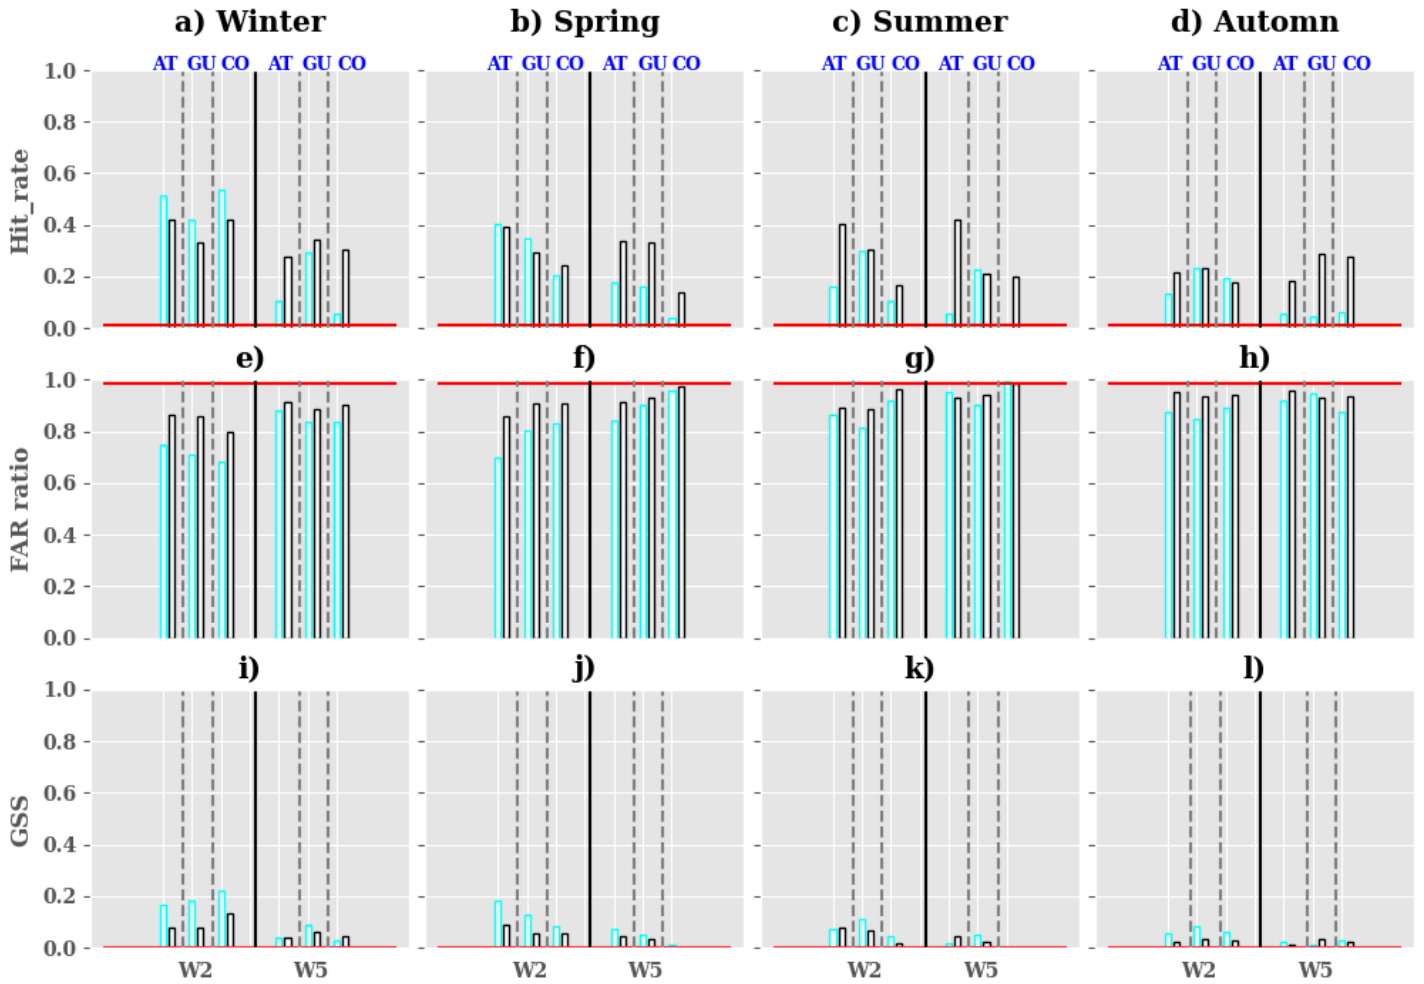 a) Winter b) Spring c) Summer d) Automn
AT GU CO AT GU CO AT GU CO AT GU CO AT GU CO AT GU CO AT GU CO AT GU CO
Hit_rate
1.0
0.8
0.6
0.4
0.2
0.0
e) f) g) h)
FAR ratio
1.0
0.8
0.6
0.4
0.2
0.0
i) j) k) l)
GSS
1.0
0.8
0.6
0.4
0.2
0.0
W2 W5 W2 W5 W2 W5 W2 W5